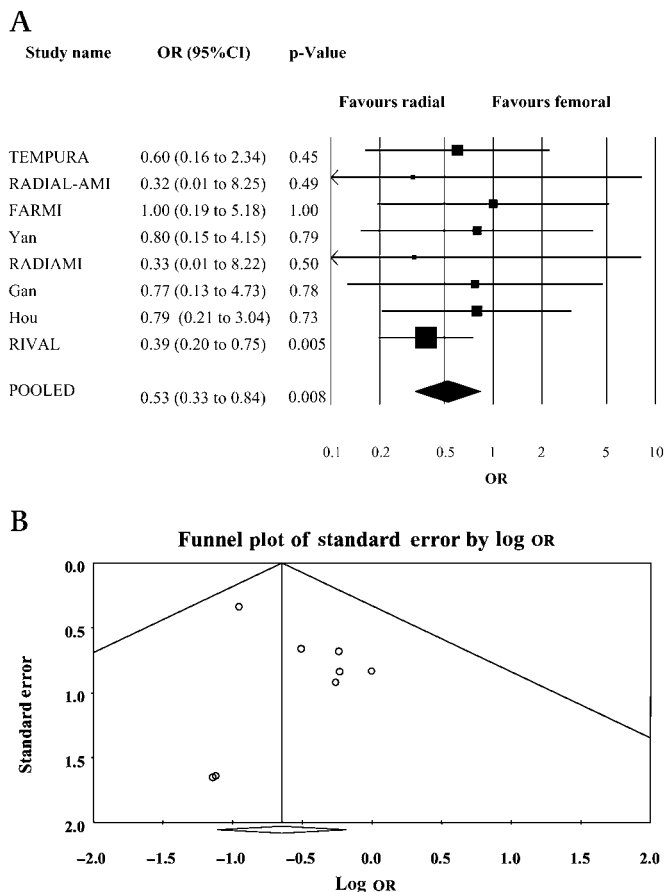 A
Study name OR (95%CI) p-Value
Favours radial Favours femoral
TEMPURA 0.60 (0.16 to 2.34) 0.45
RADIAL-AMI 0.32 (0.01 to 8.25) 0.49
FARMI 1.00 (0.19 to 5.18) 1.00
Yan 0.80 (0.15 to 4.15) 0.79
RADIAMI 0.33 (0.01 to 8.22) 0.50
Gan 0.77 (0.13 to 4.73) 0.78
Hou 0.79 (0.21 to 3.04) 0.73
RIVAL 0.39 (0.20 to 0.75) 0.005
POOLED 0.53 (0.33 to 0.84) 0.008
0.1 0.2 0.5 1 2 5 10
OR
B
Funnel plot of standard error by log OR
0.0
0.5
1.0
1.5
2.0
Standard error
–2.0 –1.5 –1.0 –0.5 0.0 0.5 1.0 1.5 2.0
Log OR